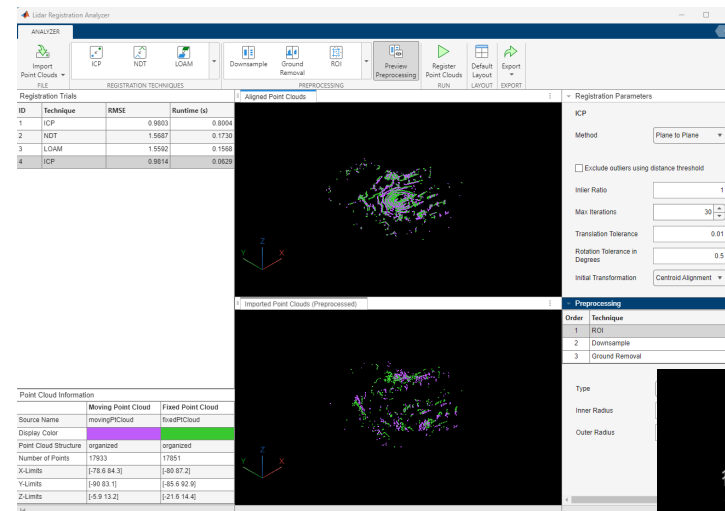 Lidar Registration Analyzer
ANALYZER
Import
Point Clouds
ICP
NDT
LOAM
Downsample
Ground
Removal
ROI
Preview
Preprocessing
Register
Point Clouds
Default
Layout
Export
FILE
REGISTRATION TECHNIQUES
PREPROCESSING
RUN
LAYOUT
EXPORT
Registration Trials
ID Technique RMSE Runtime (s)
1 ICP 0.9803 0.8004
2 NDT 1.5687 0.1730
3 LOAM 1.5592 0.1568
4 ICP 0.9814 0.0629
Point Cloud Information
Moving Point Cloud Fixed Point Cloud
Source Name movingPtCloud fixedPtCloud
Display Color
Point Cloud Structure organized organized
Number of Points 17933 17851
X-Limits [-78.6 84.3] [-80 87.2]
Y-Limits [-90 83.1] [-85.6 92.9]
Z-Limits [-5.9 13.2] [-21.6 14.4]
Aligned Point Clouds
Z
Y X
Imported Point Clouds (Preprocessed)
Z
Y X
Registration Parameters
ICP
Method Plane to Plane
Exclude outliers using distance threshold
Inlier Ratio 1
Max Iterations 30
Translation Tolerance 0.01
Rotation Tolerance in
Degrees 0.5
Initial Transformation Centroid Alignment
Preprocessing
Order Technique
1 ROI
2 Downsample
3 Ground Removal
Type
Inner Radius
Outer Radius